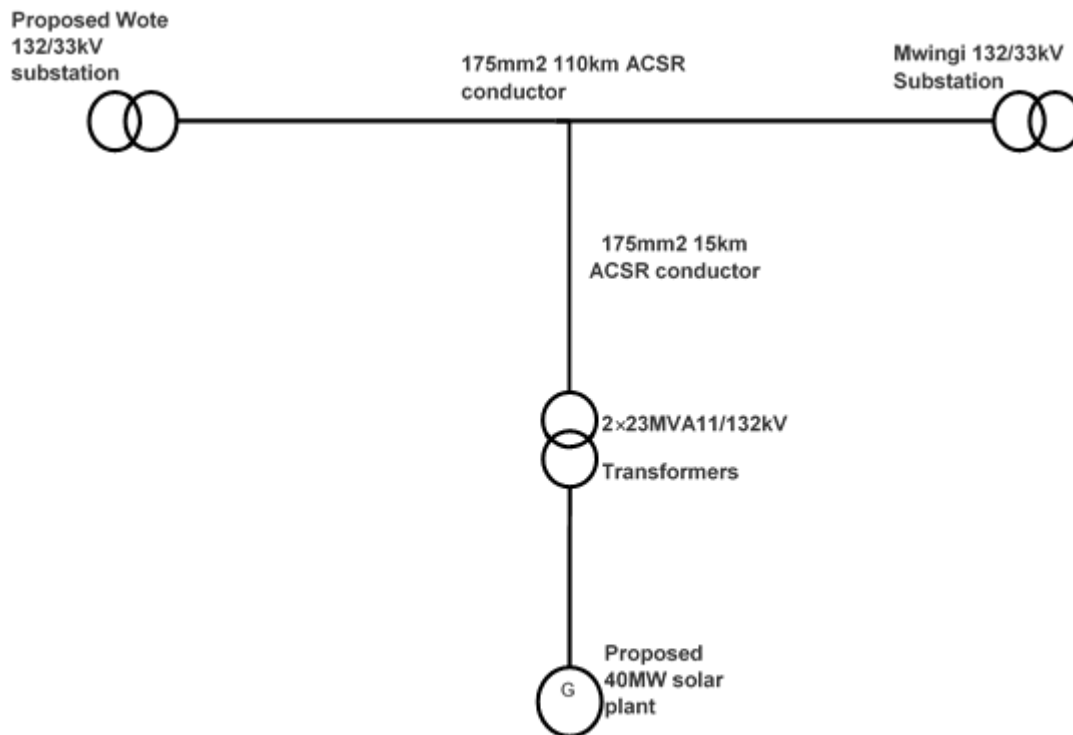 Proposed Wote
132/33kV
substation
175mm2 110km ACSR
conductor
Mwingi 132/33kV
Substation
175mm2 15km
ACSR conductor
2×23MVA11/132kV
Transformers
G
Proposed
40MW solar
plant